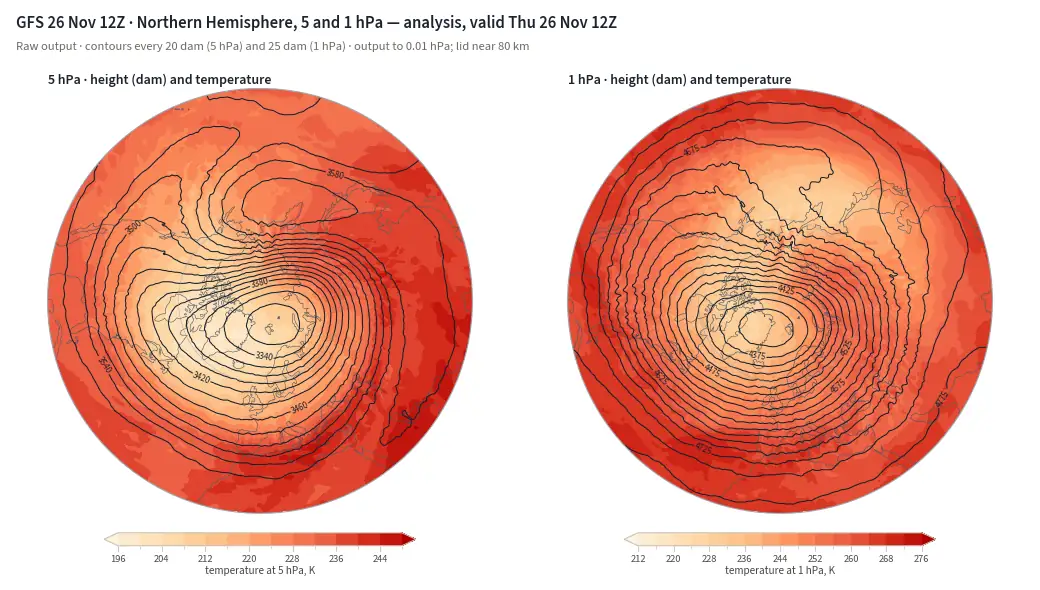 GFS 26 Nov 12Z · Northern Hemisphere, 5 and 1 hPa — analysis, valid Thu 26 Nov 12Z
Raw output · contours every 20 dam (5 hPa) and 25 dam (1 hPa) · output to 0.01 hPa; lid near 80 km
5 hPa · height (dam) and temperature
3580
3500
3380
3340
3540
3420
3460
196 204 212 220 228 236 244
temperature at 5 hPa, K
1 hPa · height (dam) and temperature
4675
4425
4375
4475
4525
4625
4575
4775
4725
212 220 228 236 244 252 260 268 276
temperature at 1 hPa, K